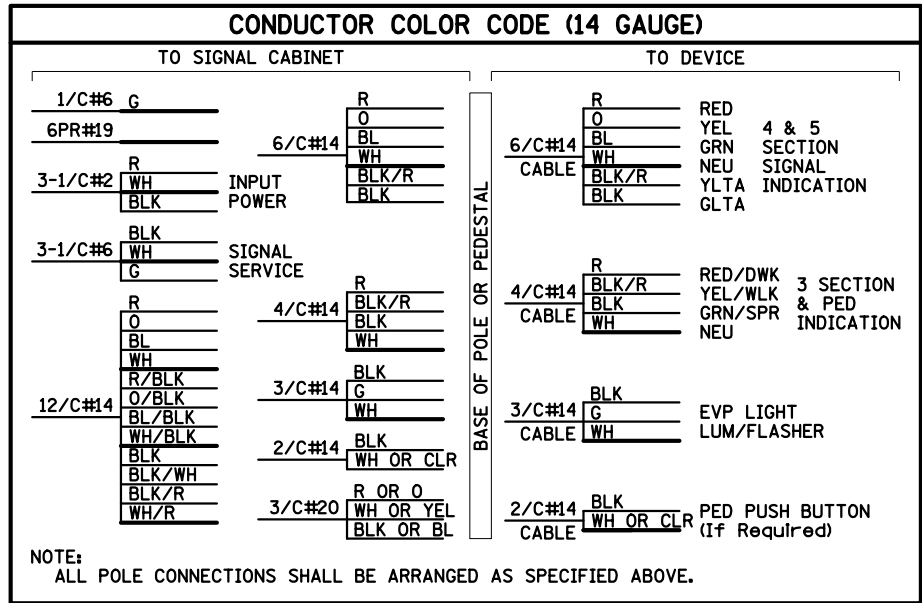 CONDUCTOR COLOR CODE (14 GAUGE)
TO SIGNAL CABINET
1/C#6 G
6PR#19
3-1/C#2
R
WH
BLK
INPUT
POWER
3-1/C#6
BLK
WH
G
SIGNAL
SERVICE
12/C#14
R
O
BL
WH
R/BLK
O/BLK
BL/BLK
WH/BLK
BLK
BLK/WH
BLK/R
WH/R
6/C#14
R
O
BL
WH
BLK/R
BLK
4/C#14
R
BLK/R
BLK
WH
3/C#14
BLK
G
WH
2/C#14
BLK
WH OR CLR
3/C#20
R OR O
WH OR YEL
BLK OR BL
BASE OF POLE OR PEDESTAL
TO DEVICE
6/C#14
CABLE
R
O
BL
WH
BLK/R
BLK
RED
YEL
GRN
NEU
YLTA
GLTA
4 & 5
SECTION
SIGNAL
INDICATION
4/C#14
CABLE
R
BLK/R
BLK
WH
RED/DWK
YEL/WLK
GRN/SPR
NEU
3 SECTION
& PED
INDICATION
3/C#14
CABLE
BLK
G
WH
EVP LIGHT
LUM/FLASHER
2/C#14
CABLE
BLK
WH OR CLR
PED PUSH BUTTON
(If Required)
NOTE:
ALL POLE CONNECTIONS SHALL BE ARRANGED AS SPECIFIED ABOVE.